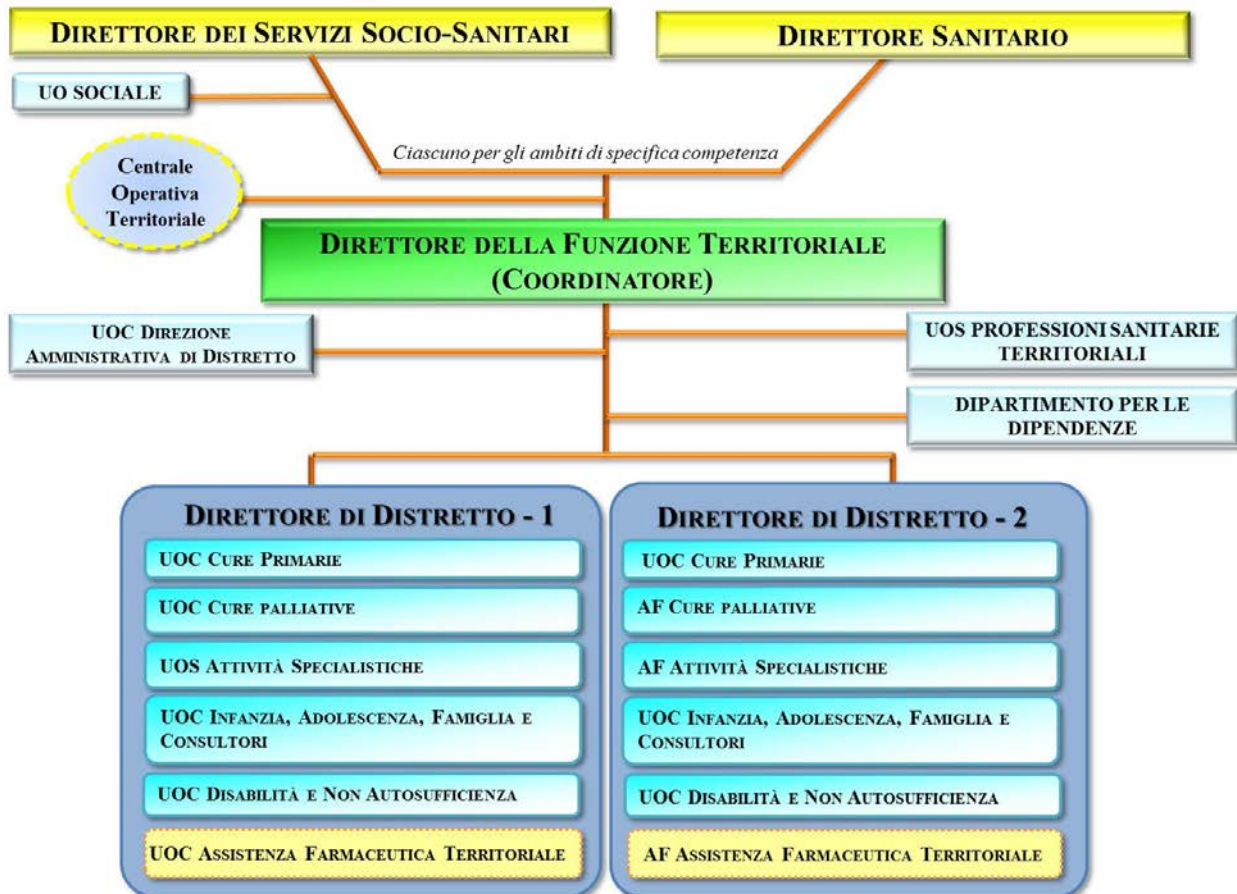 DIRETTORE DEI SERVIZI SOCIO-SANITARI
DIRETTORE SANITARIO
UO SOCIALE
Ciascuno per gli ambiti di specifica competenza
Centrale
Operativa
Territoriale
DIRETTORE DELLA FUNZIONE TERRITORIALE
(COORDINATORE)
UOC DIREZIONE
AMMINISTRATIVA DI DISTRETTO
UOS PROFESSIONI SANITARIE
TERRITORIALI
DIPARTIMENTO PER LE
DIPENDENZE
DIRETTORE DI DISTRETTO - 1
UOC CURE PRIMARIE
UOC CURE PALLIATIVE
UOS ATTIVITÀ SPECIALISTICHE
UOC INFANZIA, ADOLESCENZA, FAMIGLIA E
CONSULTORI
UOC DISABILITÀ E NON AUTOSUFFICIENZA
UOC ASSISTENZA FARMACEUTICA TERRITORIALE
DIRETTORE DI DISTRETTO - 2
UOC CURE PRIMARIE
AF CURE PALLIATIVE
AF ATTIVITÀ SPECIALISTICHE
UOC INFANZIA, ADOLESCENZA, FAMIGLIA E
CONSULTORI
UOC DISABILITÀ E NON AUTOSUFFICIENZA
AF ASSISTENZA FARMACEUTICA TERRITORIALE